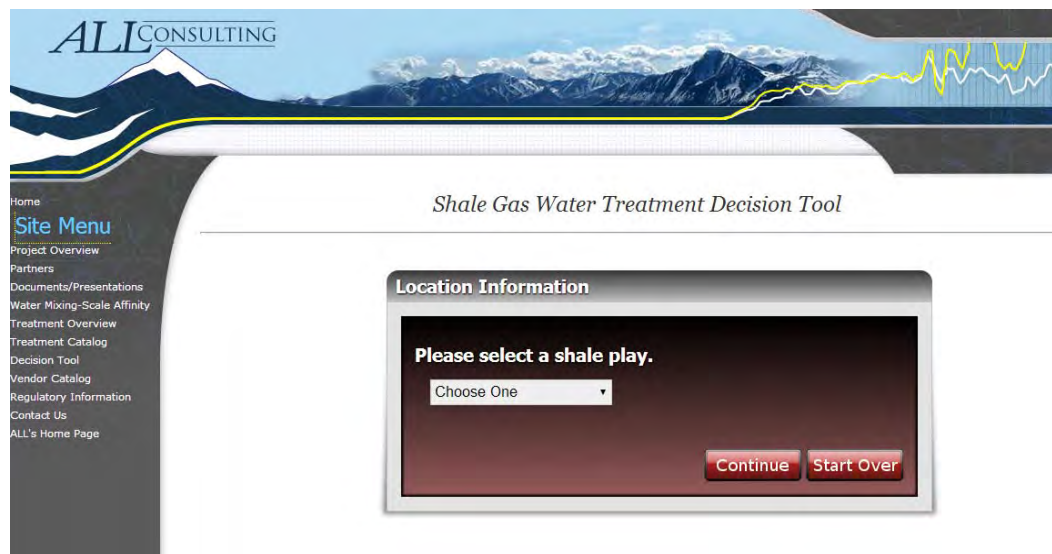 ALL CONSULTING
Home
Site Menu
Project Overview
Partners
Documents/Presentations
Water Mixing-Scale Affinity
Treatment Overview
Treatment Catalog
Decision Tool
Vendor Catalog
Regulatory Information
Contact Us
ALL's Home Page
Shale Gas Water Treatment Decision Tool
Location Information
Please select a shale play.
Choose One
Continue Start Over